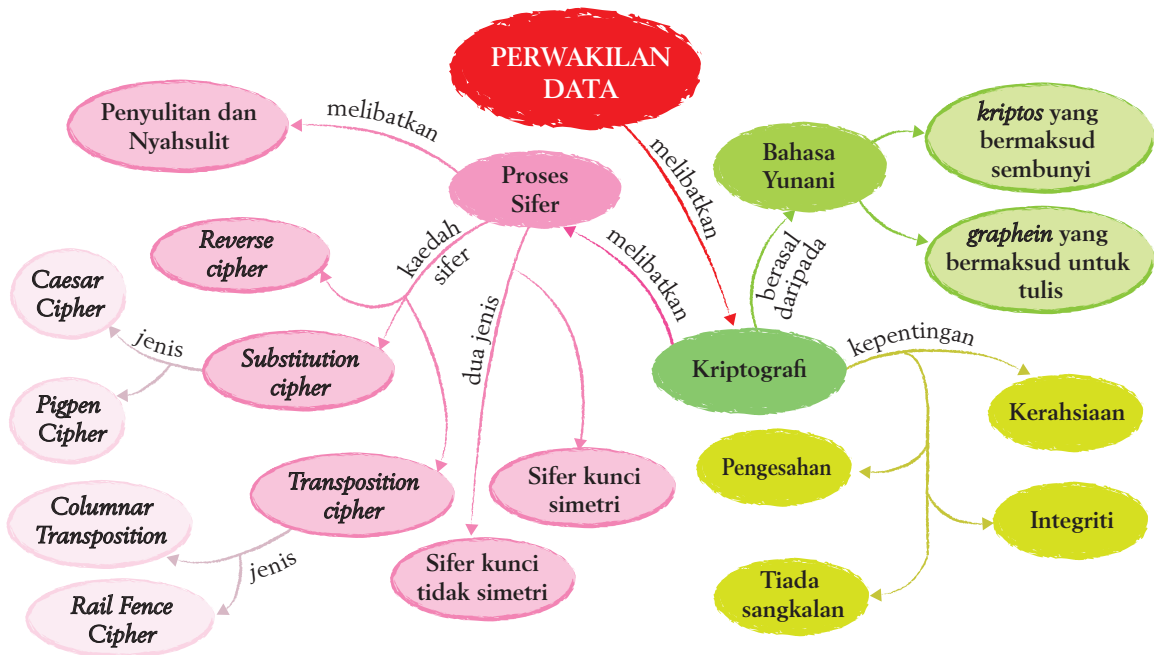 PERWAKILAN
DATA
melibatkan
Kriptografi
berasal
daripada
Bahasa
Yunani
kriptos yang
bermaksud
sembunyi
graphein yang
bermaksud untuk
tulis
kepentingan
Kerahsiaan
Pengesahan
Integriti
Tiada
sangkalan
melibatkan
Proses
Sifer
melibatkan
Penyulitan dan
Nyahsulit
kaedah
sifer
Reverse
cipher
Substitution
cipher
jenis
Caesar
Cipher
Pigpen
Cipher
Transposition
cipher
jenis
Columnar
Transposition
Rail Fence
Cipher
dua jenis
Sifer kunci
simetri
Sifer kunci
tidak simetri